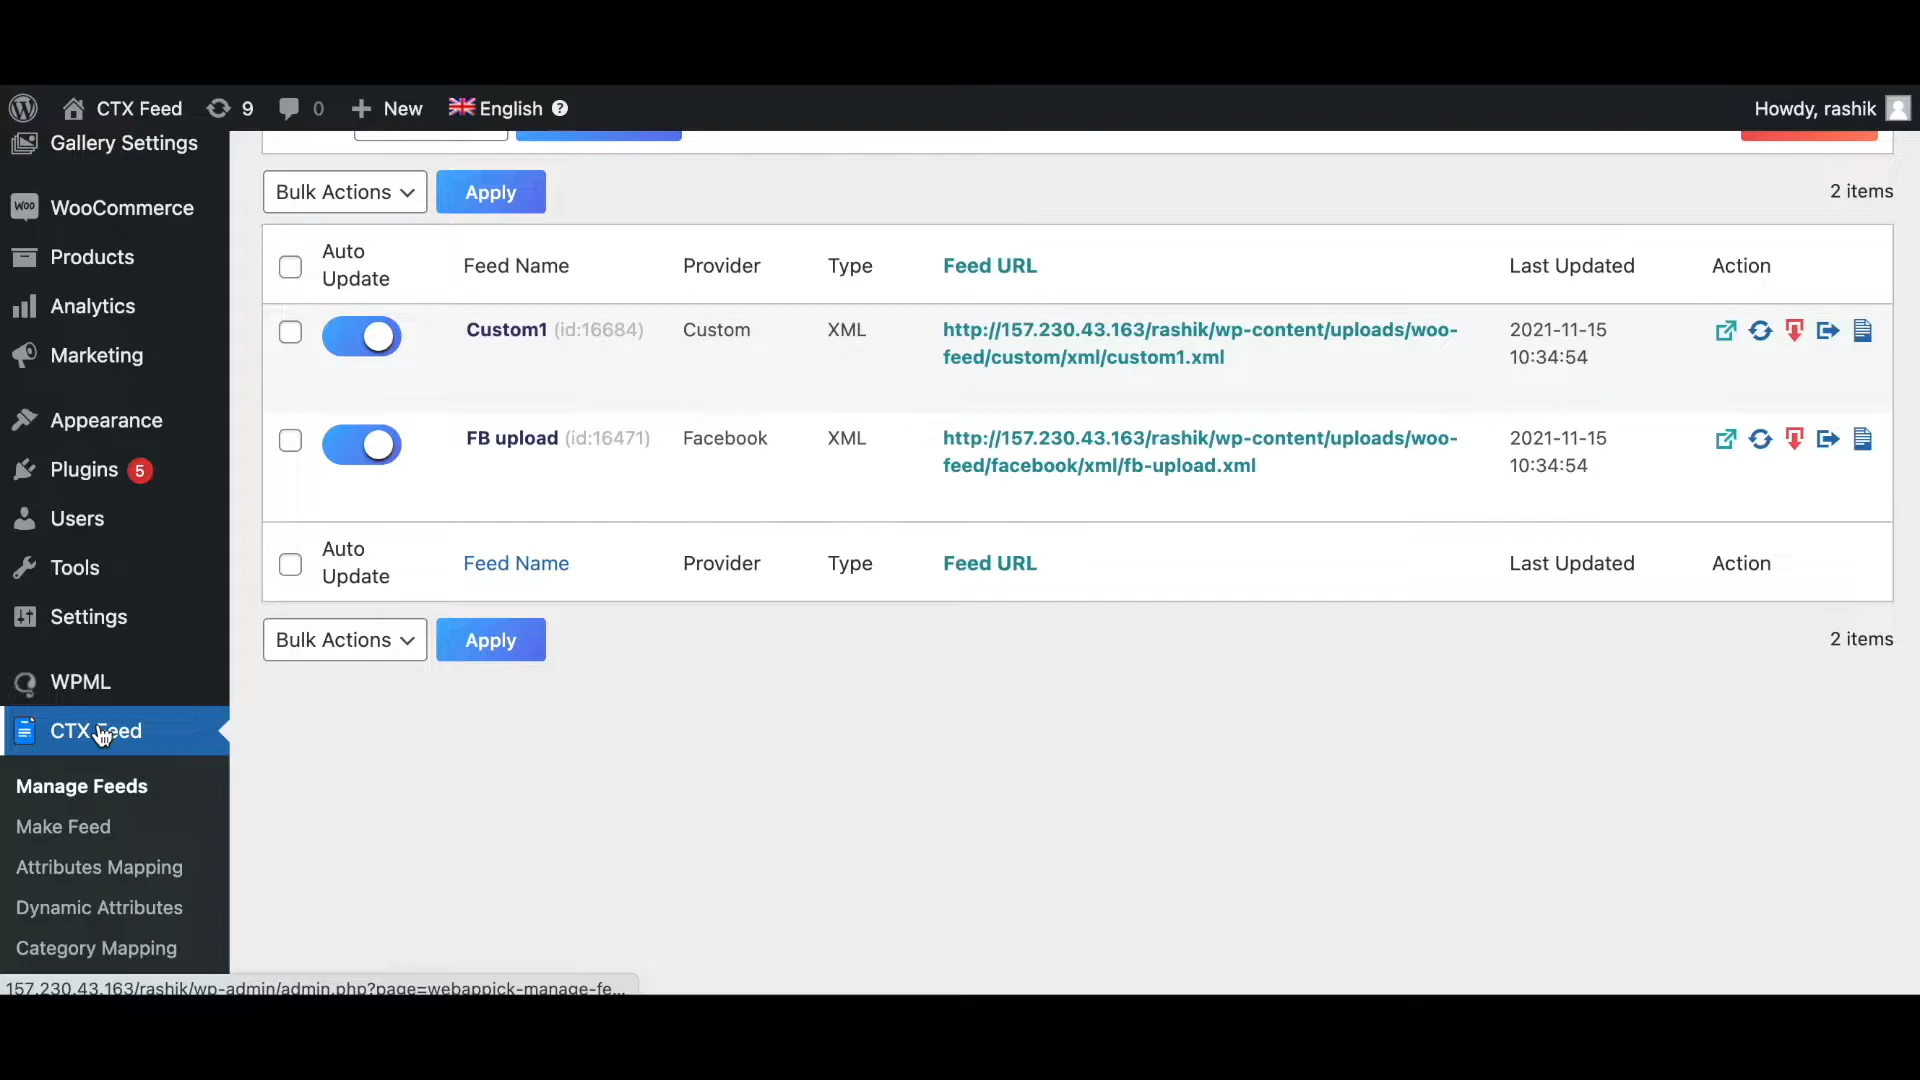 CTX Feed 9 0 New English ? Howdy, rashik
Gallery Settings
WooCommerce
Products
Analytics
Marketing
Appearance
Plugins 5
Users
Tools
Settings
WPML
CTX Feed
Manage Feeds
Make Feed
Attributes Mapping
Dynamic Attributes
Category Mapping
157.230.43.163/rashik/wp-admin/admin.php?page=webappick-manage-fe...
Bulk Actions Apply 2 items
Auto Update Feed Name Provider Type Feed URL Last Updated Action
Custom1 (id:16684) Custom XML http://157.230.43.163/rashik/wp-content/uploads/woo- 2021-11-15
feed/custom/xml/custom1.xml 10:34:54
FB upload (id:16471) Facebook XML http://157.230.43.163/rashik/wp-content/uploads/woo- 2021-11-15
feed/facebook/xml/fb-upload.xml 10:34:54
Auto Update Feed Name Provider Type Feed URL Last Updated Action
Bulk Actions Apply 2 items